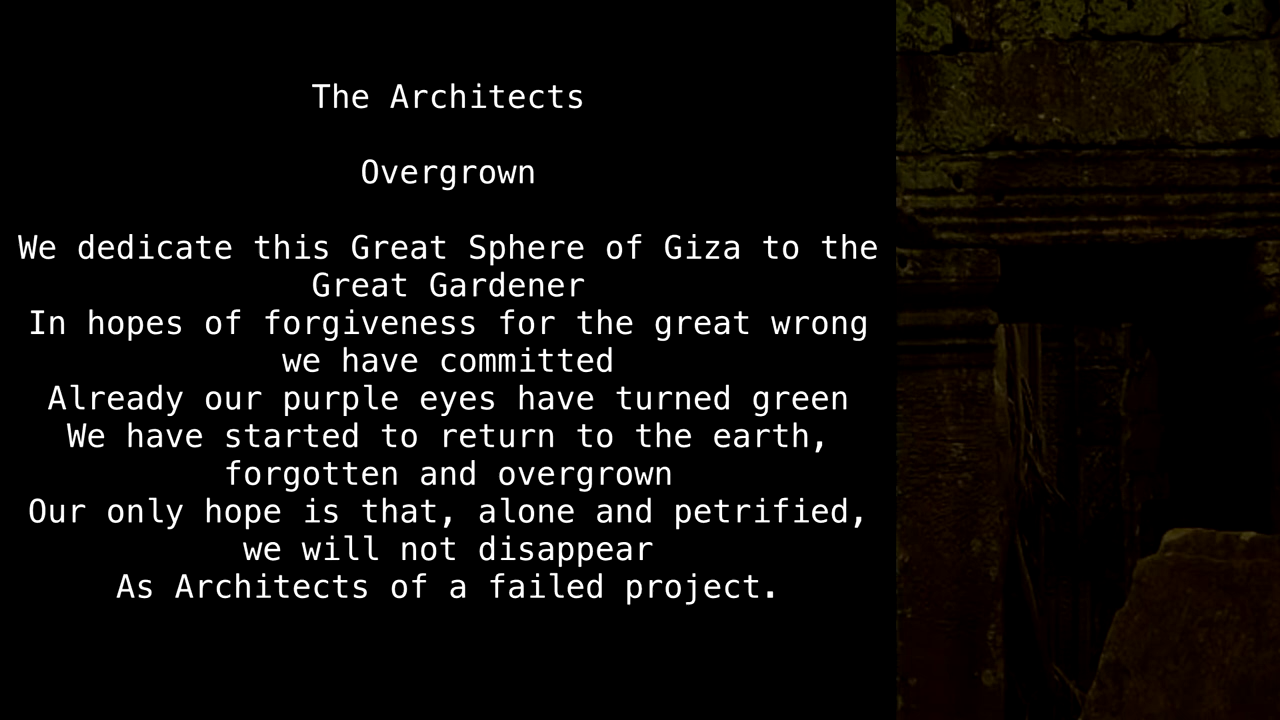 The Architects
Overgrown
We dedicate this Great Sphere of Giza to the
Great Gardener
In hopes of forgiveness for the great wrong
we have committed
Already our purple eyes have turned green
We have started to return to the earth,
forgotten and overgrown
Our only hope is that, alone and petrified,
we will not disappear
As Architects of a failed project.